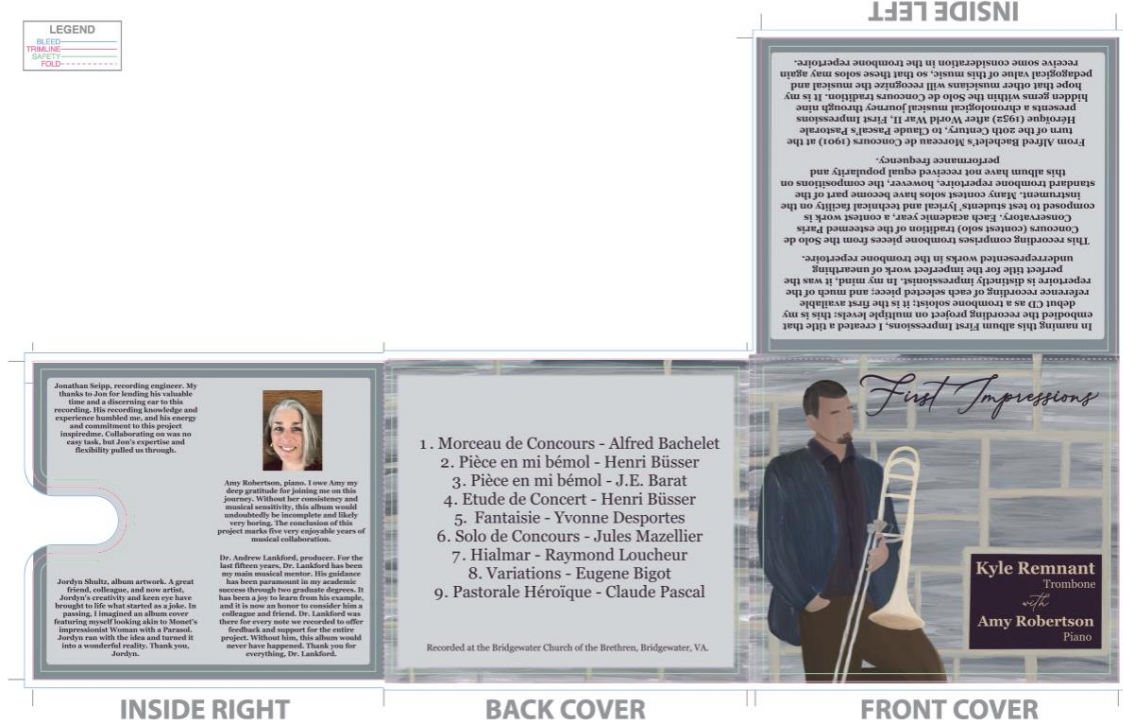 LEGEND
BLEED
TRIMLINE
SAFETY
FOLD
INSIDE LEFT
In naming this album First Impressions, I created a title that
embodied the recording project on multiple levels: this is my
debut CD as a trombone soloist; it is the first available
reference recording of each selected piece; and much of the
repertoire is distinctly impressionist. In my mind, it was the
perfect title for the imperfect work of unearthing
underrepresented works in the trombone repertoire.
This recording comprises trombone pieces from the Solo de
Concours (contest solo) tradition of the esteemed Paris
Conservatory. Each academic year, a contest work is
composed to test students' lyrical and technical facility on the
instrument. Many contest solos have become part of the
standard trombone repertoire, however, the compositions on
this album have not received equal popularity and
performance frequency.
From Alfred Bachelet's Morceau de Concours (1901) at the
turn of the 20th Century, to Claude Pascal's Pastorale
Héroïque (1952) after World War II, First Impressions
presents a chronological musical journey through nine
hidden gems within the Solo de Concours tradition. It is my
hope that other musicians will recognize the musical and
pedagogical value of this music, so that these solos may again
receive some consideration in the trombone repertoire.
Jonathan Seipp, recording engineer. My
thanks to Jon for lending his valuable
time and a discerning ear to this
recording. His recording knowledge and
experience humbled me, and his energy
and commitment to this project
inspiredme. Collaborating on was no
easy task, but Jon's expertise and
flexibility pulled us through.
Jordyn Shultz, album artwork. A great
friend, colleague, and now artist,
Jordyn's creativity and keen eye have
brought to life what started as a joke. In
passing, I imagined an album cover
featuring myself looking akin to Monet's
impressionist Woman with a Parasol.
Jordyn ran with the idea and turned it
into a wonderful reality. Thank you,
Jordyn.
Amy Robertson, piano. I owe Amy my
deep gratitude for joining me on this
journey. Without her consistency and
musical sensitivity, this album would
undoubtedly be incomplete and likely
very boring. The conclusion of this
project marks five very enjoyable years of
musical collaboration.
Dr. Andrew Lankford, producer. For the
last fifteen years, Dr. Lankford has been
my main musical mentor. His guidance
has been paramount in my academic
success through two graduate degrees. It
has been a joy to learn from his example,
and it is now an honor to consider him a
colleague and friend. Dr. Lankford was
there for every note we recorded to offer
feedback and support for the entire
project. Without him, this album would
never have happened. Thank you for
everything, Dr. Lankford.
INSIDE RIGHT
1. Morceau de Concours - Alfred Bachelet
2. Pièce en mi bémol - Henri Büsser
3. Pièce en mi bémol - J.E. Barat
4. Etude de Concert - Henri Büsser
5. Fantaisie - Yvonne Desportes
6. Solo de Concours - Jules Mazellier
7. Hialmar - Raymond Loucheur
8. Variations - Eugene Bigot
9. Pastorale Héroïque - Claude Pascal
Recorded at the Bridgewater Church of the Brethren, Bridgewater, VA.
BACK COVER
First Impressions
Kyle Remnant
Trombone
with
Amy Robertson
Piano
FRONT COVER